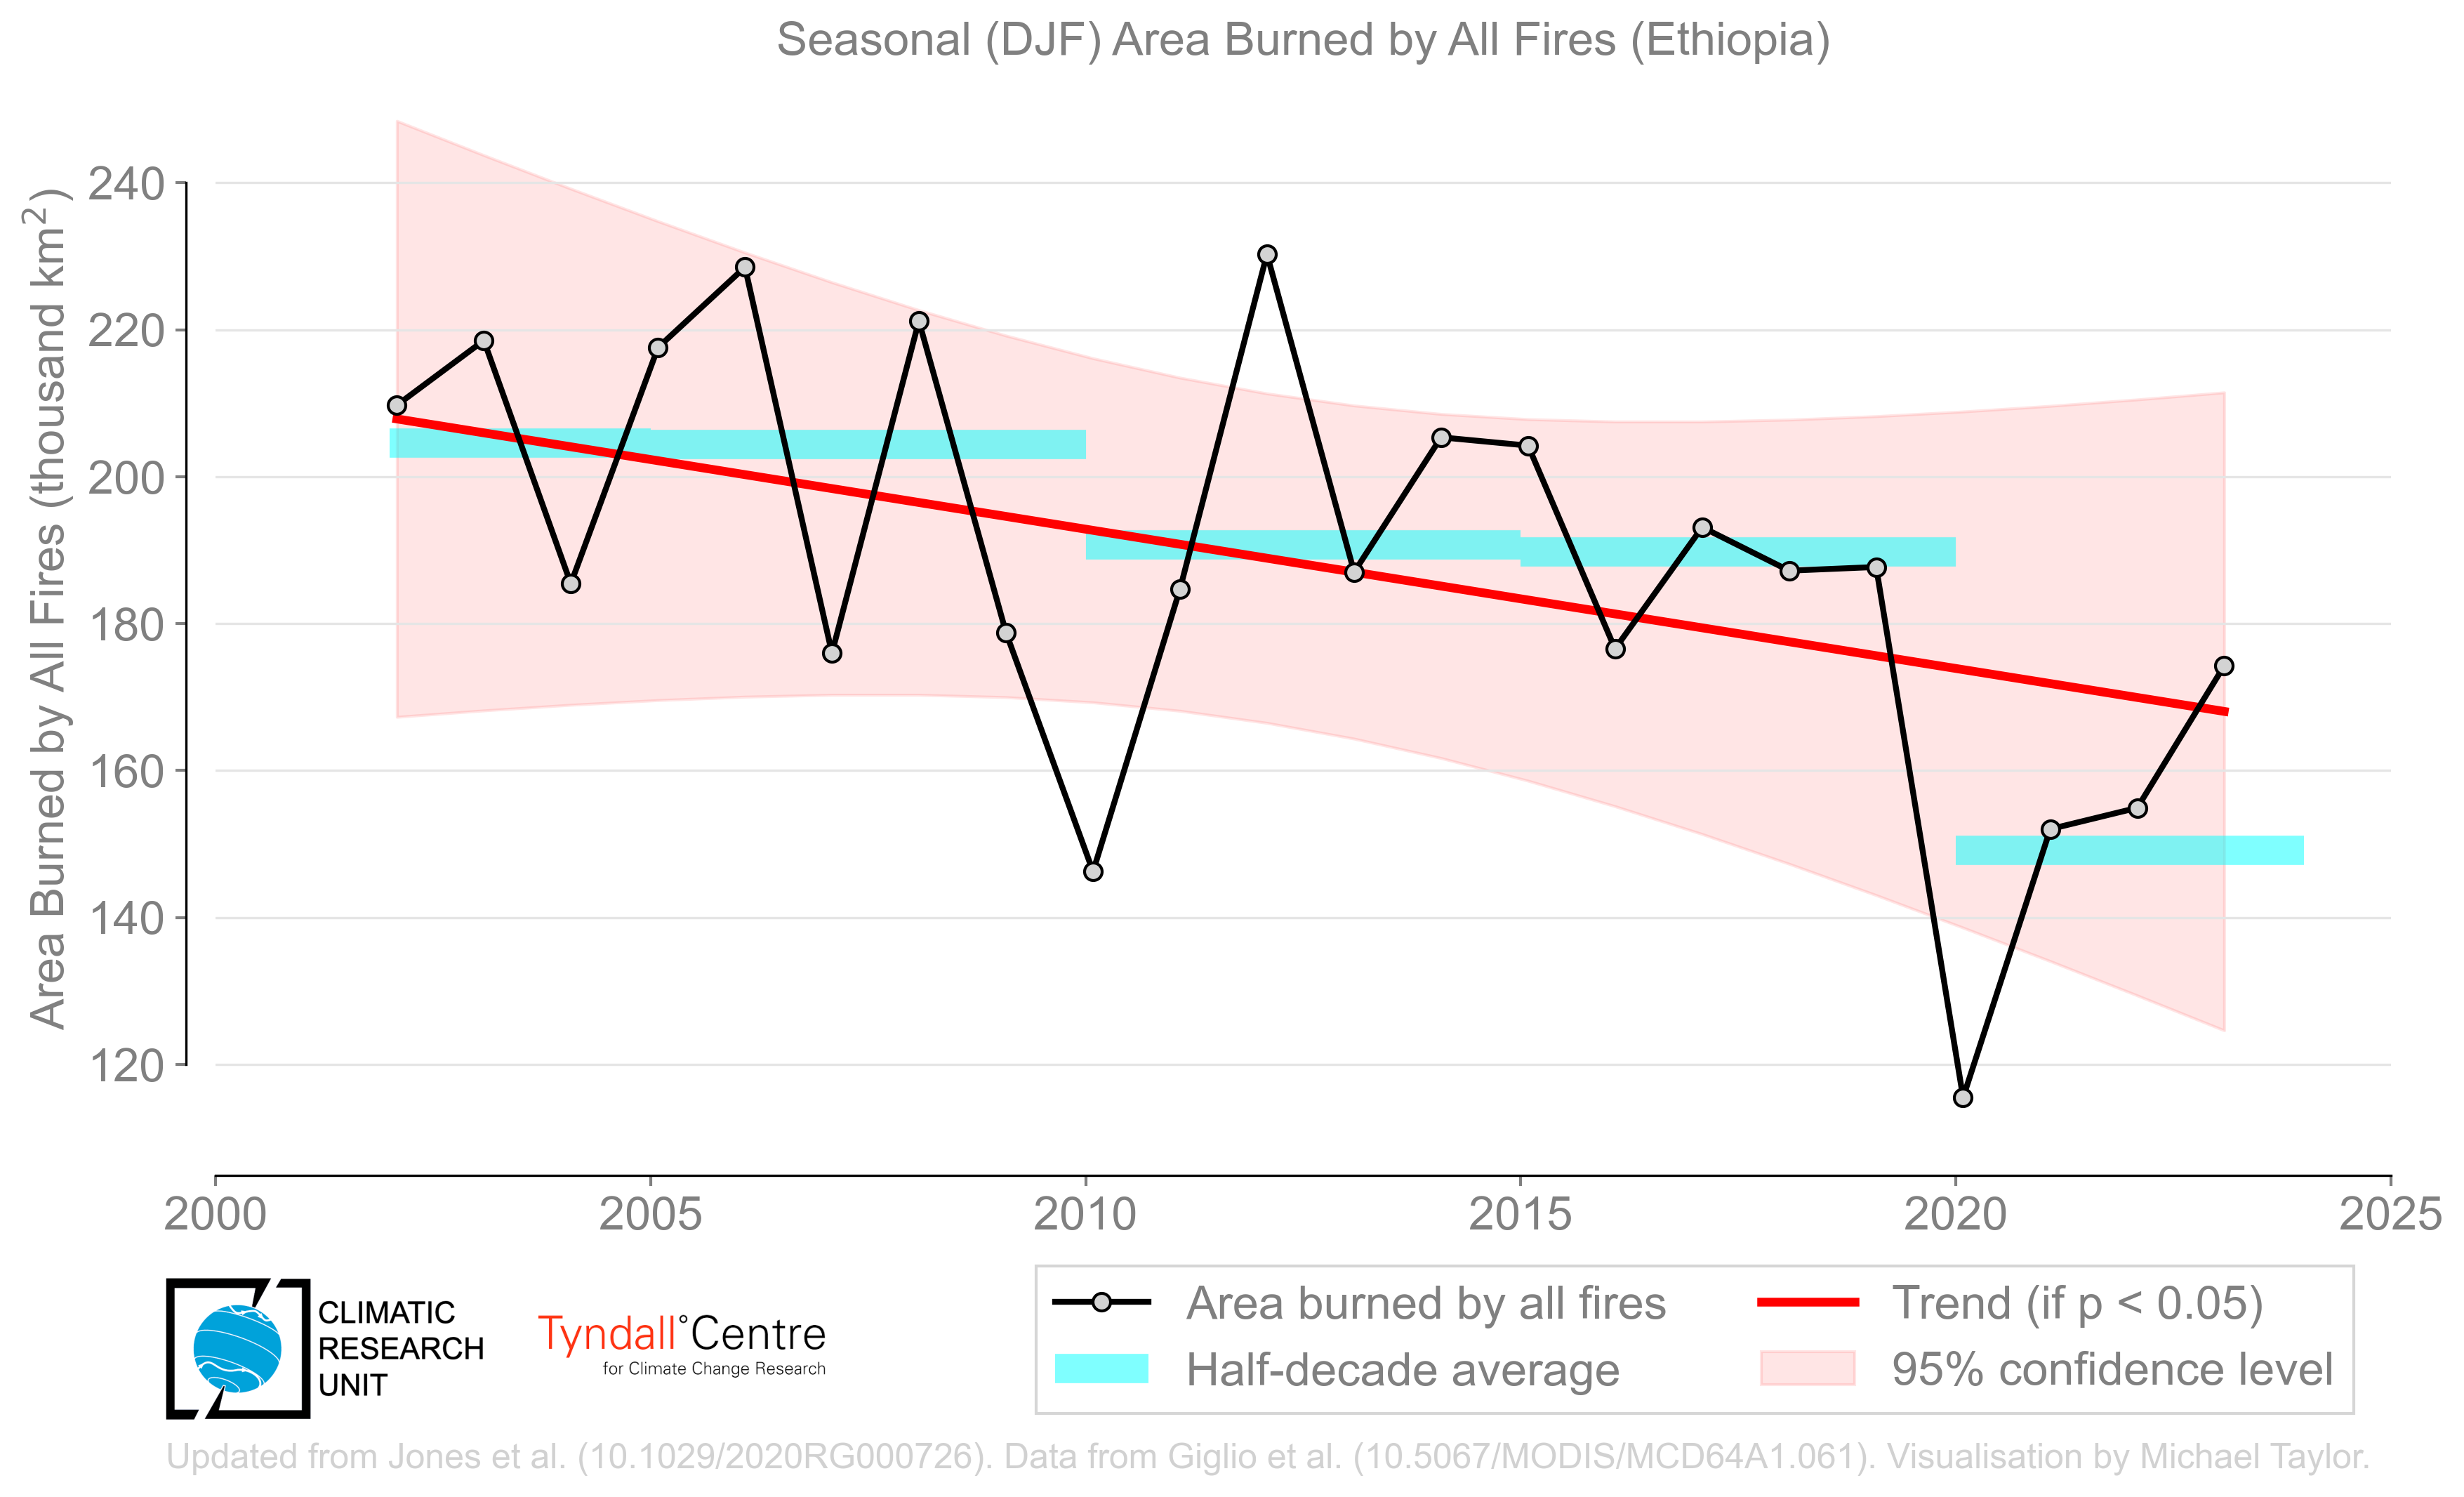 Seasonal (DJF) Area Burned by All Fires (Ethiopia)
Area Burned by All Fires (thousand km²)
240
220
200
180
160
140
120
2000 2005 2010 2015 2020 2025
CLIMATIC
RESEARCH
UNIT
Tyndall°Centre
for Climate Change Research
Area burned by all fires
Half-decade average
Trend (if p < 0.05)
95% confidence level
Updated from Jones et al. (10.1029/2020RG000726). Data from Giglio et al. (10.5067/MODIS/MCD64A1.061). Visualisation by Michael Taylor.